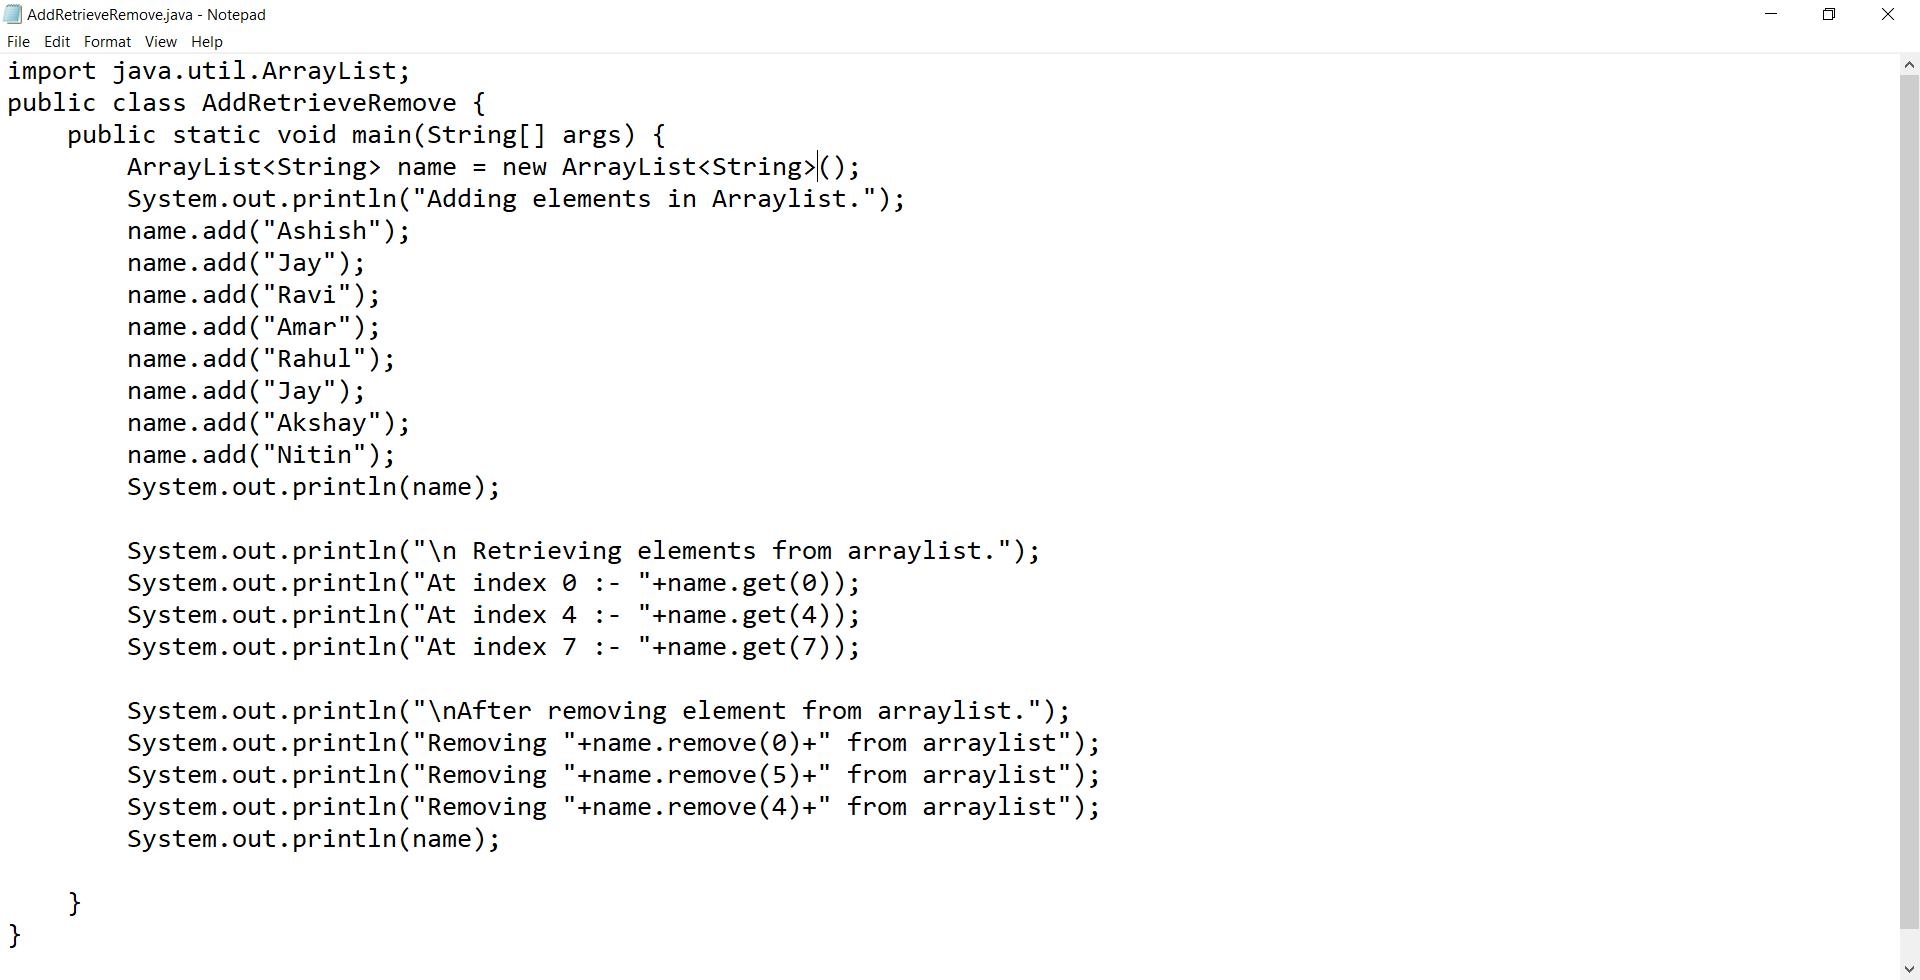 AddRetrieveRemove.java - Notepad
File Edit Format View Help
import java.util.ArrayList;
public class AddRetrieveRemove {
    public static void main(String[] args) {
        ArrayList<String> name = new ArrayList<String>();
        System.out.println("Adding elements in Arraylist.");
        name.add("Ashish");
        name.add("Jay");
        name.add("Ravi");
        name.add("Amar");
        name.add("Rahul");
        name.add("Jay");
        name.add("Akshay");
        name.add("Nitin");
        System.out.println(name);

        System.out.println("\n Retrieving elements from arraylist.");
        System.out.println("At index 0 :- "+name.get(0));
        System.out.println("At index 4 :- "+name.get(4));
        System.out.println("At index 7 :- "+name.get(7));

        System.out.println("\nAfter removing element from arraylist.");
        System.out.println("Removing "+name.remove(0)+" from arraylist");
        System.out.println("Removing "+name.remove(5)+" from arraylist");
        System.out.println("Removing "+name.remove(4)+" from arraylist");
        System.out.println(name);

    }
}